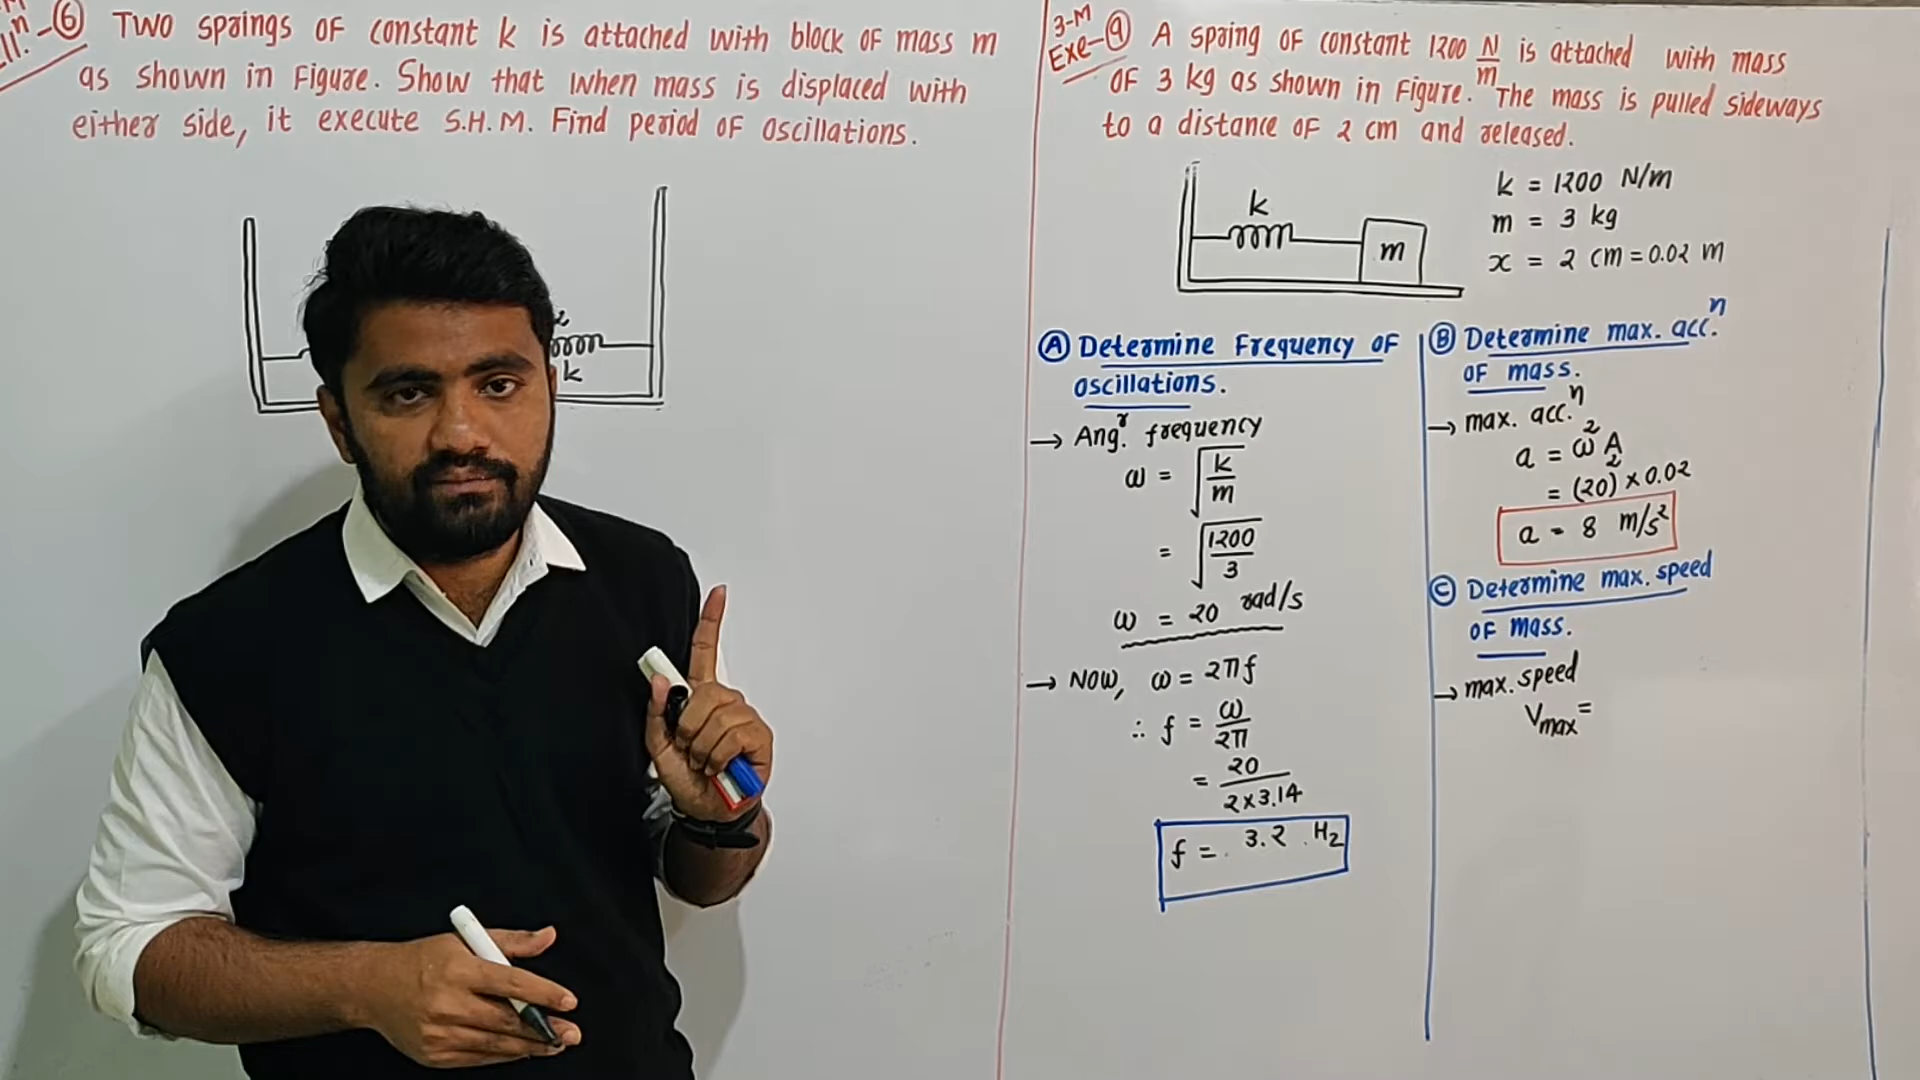 ⑥ Two springs of constant k is attached with block of mass m
as shown in Figure. Show that when mass is displaced with
either side, it execute S.H.M. Find period of oscillations.
k
3-M
Exe-⑨ A spring of constant 1200 N/m is attached with mass
of 3 kg as shown in Figure. The mass is pulled sideways
to a distance of 2 cm and released.
k
m
k = 1200 N/m
m = 3 kg
x = 2 cm = 0.02 m
Ⓐ Determine Frequency of
oscillations.
→ Ang.ʳ frequency
ω = √(k/m)
= √(1200/3)
ω = 20 rad/s
→ Now, ω = 2πf
∴ f = ω/2π
= 20/(2×3.14)
f = 3.2 Hz
Ⓑ Determine max. acc.ⁿ
of mass.
→ max. acc.ⁿ
a = ω²A
= (20)² × 0.02
a = 8 m/s²
Ⓒ Determine max. speed
of mass.
→ max. speed
Vmax =